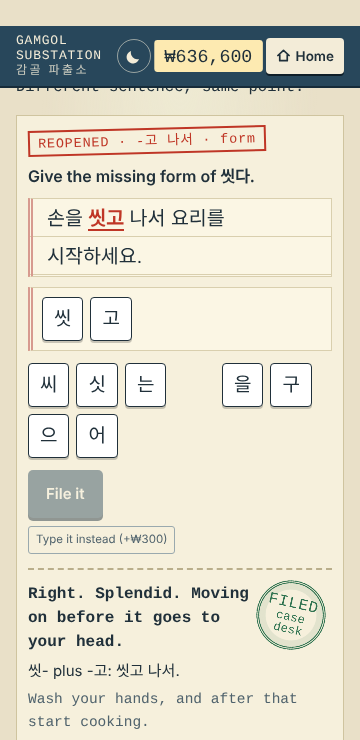 GAMGOL
SUBSTATION
감골 파출소
₩636,600
Home
Different sentence, same point.
REOPENED · -고 나서 · form
Give the missing form of 씻다.
손을 씻고 나서 요리를
시작하세요.
씻 고
씨 싯 는 을 구
으 어
File it
Type it instead (+₩300)
Right. Splendid. Moving
on before it goes to
your head.
FILED
case
desk
씻- plus -고: 씻고 나서.
Wash your hands, and after that
start cooking.